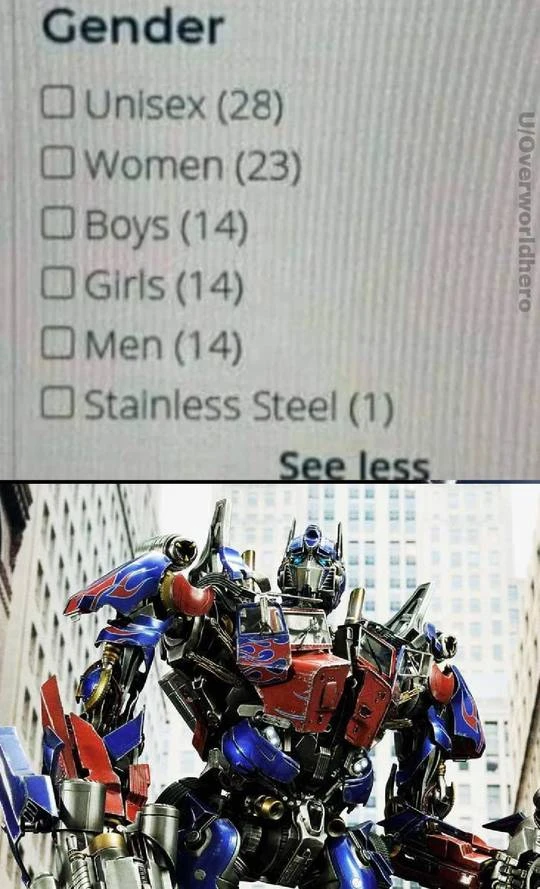 Gender
Unisex (28)
Women (23)
Boys (14)
Girls (14)
Men (14)
Stainless Steel (1)
See less
U/Overworldhero